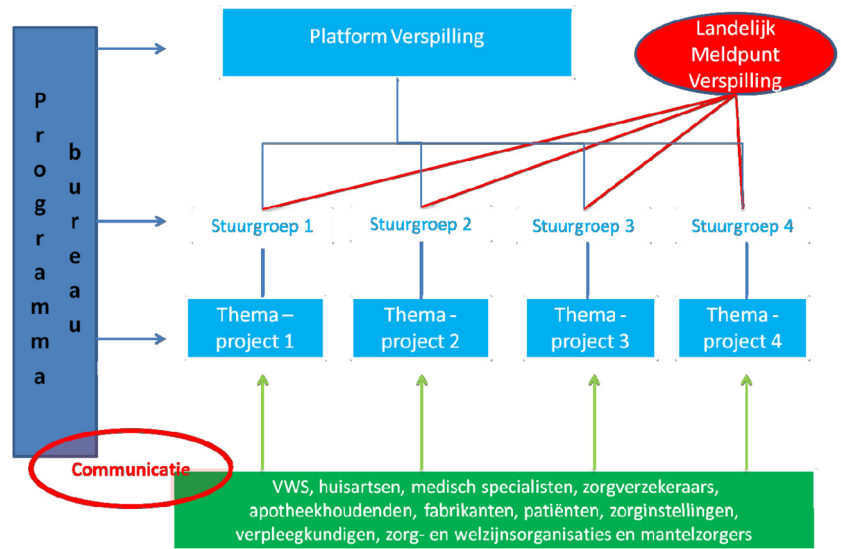 Platform Verspilling
Landelijk
Meldpunt
Verspilling
Programma
bureau
Stuurgroep 1
Stuurgroep 2
Stuurgroep 3
Stuurgroep 4
Thema –
project 1
Thema -
project 2
Thema -
project 3
Thema -
project 4
Communicatie
VWS, huisartsen, medisch specialisten, zorgverzekeraars,
apotheekhoudenden, fabrikanten, patiënten, zorginstellingen,
verpleegkundigen, zorg- en welzijnsorganisaties en mantelzorgers